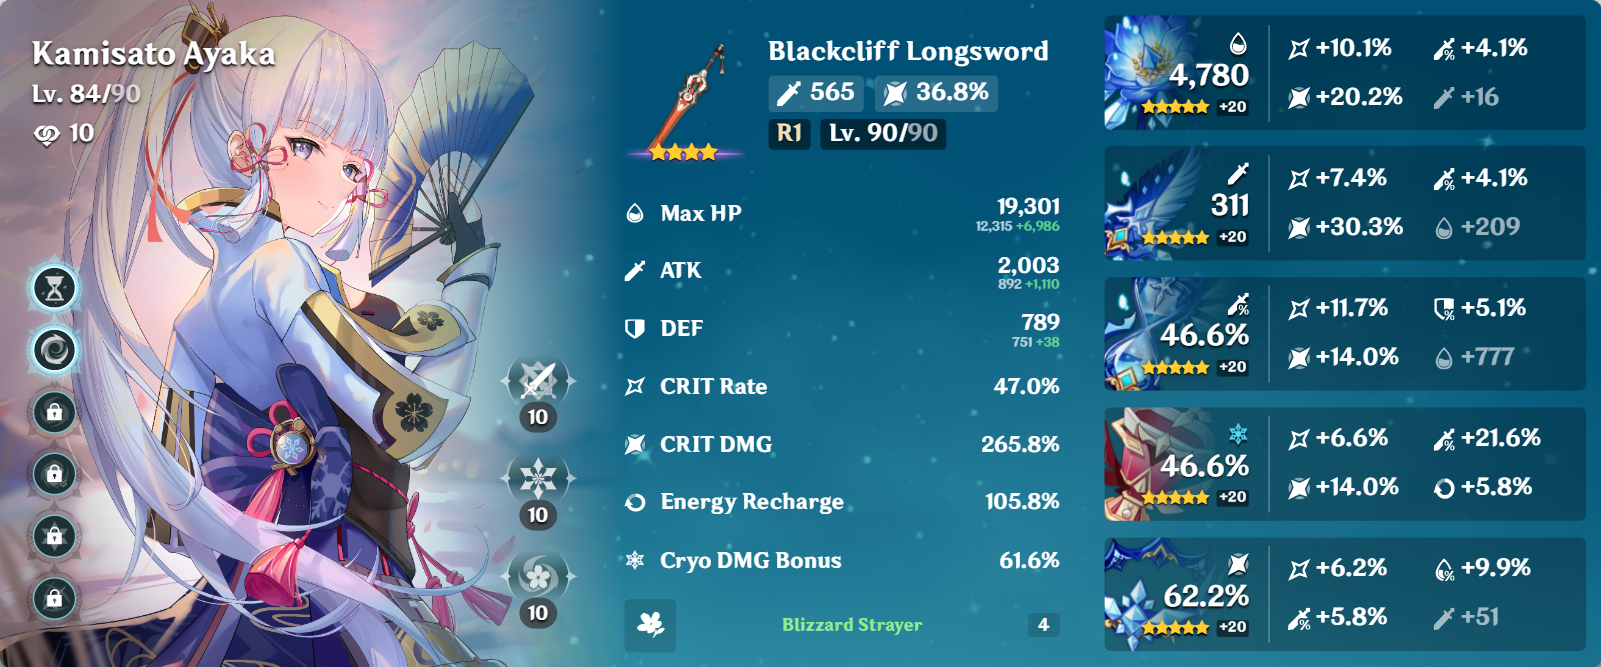 Kamisato Ayaka
Lv. 84/90
10
10
10
10
Blackcliff Longsword
565 36.8%
R1 Lv. 90/90
Max HP 19,301
12,315 +6,986
ATK 2,003
892 +1,110
DEF 789
751 +38
CRIT Rate 47.0%
CRIT DMG 265.8%
Energy Recharge 105.8%
Cryo DMG Bonus 61.6%
Blizzard Strayer 4
4,780
+20
+10.1% +4.1%
+20.2% +16
311
+20
+7.4% +4.1%
+30.3% +209
46.6%
+20
+11.7% +5.1%
+14.0% +777
46.6%
+20
+6.6% +21.6%
+14.0% +5.8%
62.2%
+20
+6.2% +9.9%
+5.8% +51